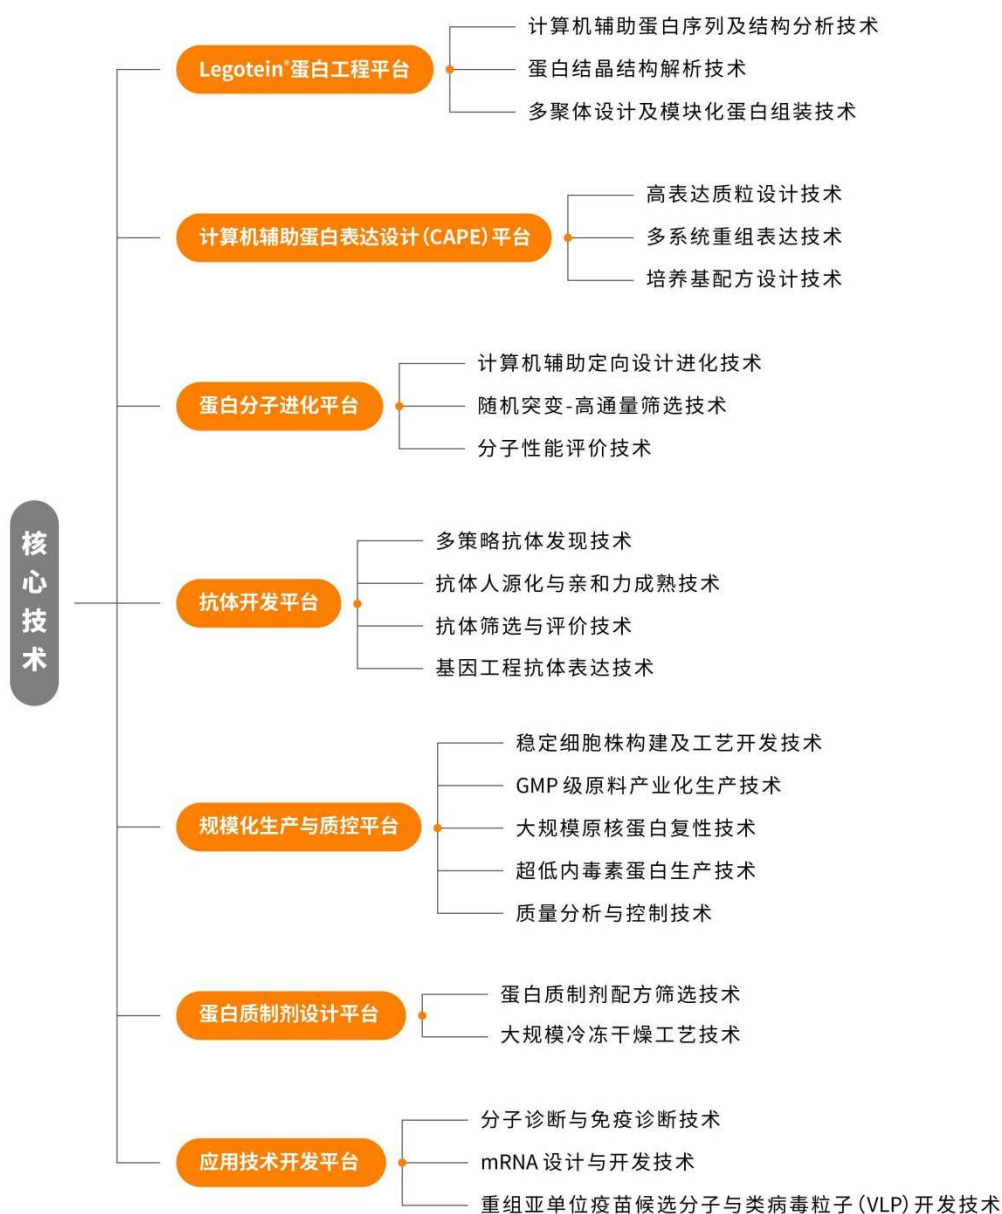 核心技术
Legotein®蛋白工程平台
计算机辅助蛋白序列及结构分析技术
蛋白结晶结构解析技术
多聚体设计及模块化蛋白组装技术
计算机辅助蛋白表达设计(CAPE)平台
高表达质粒设计技术
多系统重组表达技术
培养基配方设计技术
蛋白分子进化平台
计算机辅助定向设计进化技术
随机突变-高通量筛选技术
分子性能评价技术
抗体开发平台
多策略抗体发现技术
抗体人源化与亲和力成熟技术
抗体筛选与评价技术
基因工程抗体表达技术
规模化生产与质控平台
稳定细胞株构建及工艺开发技术
GMP级原料产业化生产技术
大规模原核蛋白复性技术
超低内毒素蛋白生产技术
质量分析与控制技术
蛋白质制剂设计平台
蛋白质制剂配方筛选技术
大规模冷冻干燥工艺技术
应用技术开发平台
分子诊断与免疫诊断技术
mRNA设计与开发技术
重组亚单位疫苗候选分子与类病毒粒子(VLP)开发技术